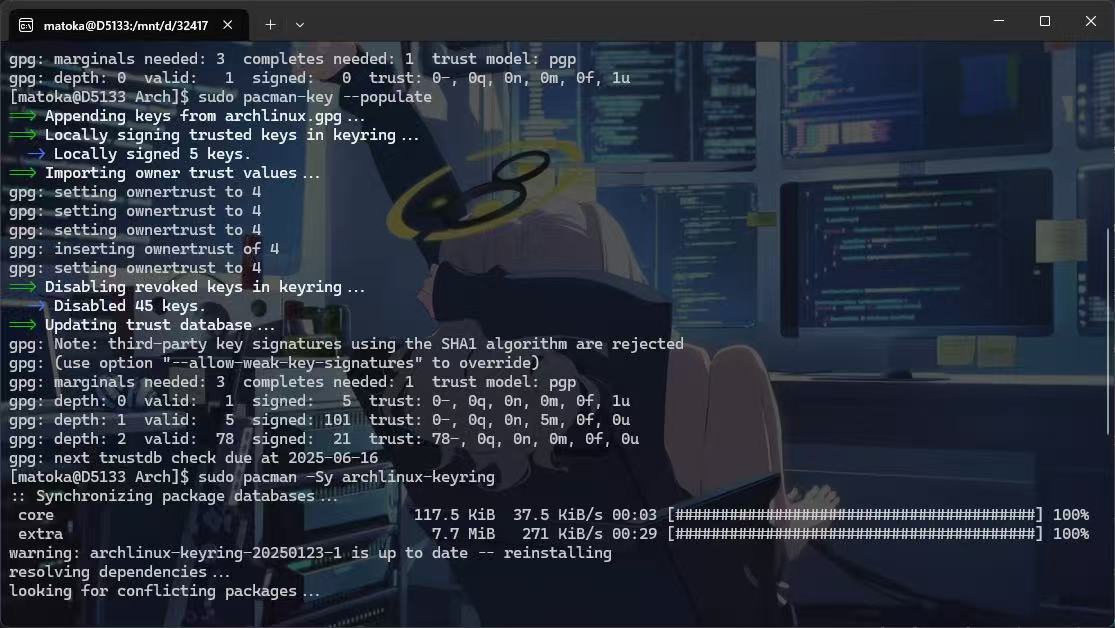 matoka@D5133:/mnt/d/32417
gpg: marginals needed: 3  completes needed: 1  trust model: pgp
gpg: depth: 0  valid:   1  signed:   0  trust: 0-, 0q, 0n, 0m, 0f, 1u
[matoka@D5133 Arch]$ sudo pacman-key --populate
==> Appending keys from archlinux.gpg...
==> Locally signing trusted keys in keyring...
  -> Locally signed 5 keys.
==> Importing owner trust values...
gpg: setting ownertrust to 4
gpg: setting ownertrust to 4
gpg: setting ownertrust to 4
gpg: inserting ownertrust of 4
gpg: setting ownertrust to 4
==> Disabling revoked keys in keyring...
  -> Disabled 45 keys.
==> Updating trust database...
gpg: Note: third-party key signatures using the SHA1 algorithm are rejected
gpg: (use option "--allow-weak-key-signatures" to override)
gpg: marginals needed: 3  completes needed: 1  trust model: pgp
gpg: depth: 0  valid:   1  signed:   5  trust: 0-, 0q, 0n, 0m, 0f, 1u
gpg: depth: 1  valid:   5  signed: 101  trust: 0-, 0q, 0n, 5m, 0f, 0u
gpg: depth: 2  valid:  78  signed:  21  trust: 78-, 0q, 0n, 0m, 0f, 0u
gpg: next trustdb check due at 2025-06-16
[matoka@D5133 Arch]$ sudo pacman -Sy archlinux-keyring
:: Synchronizing package databases...
 core 117.5 KiB  37.5 KiB/s 00:03 [########################################] 100%
 extra 7.7 MiB   271 KiB/s 00:29 [########################################] 100%
warning: archlinux-keyring-20250123-1 is up to date -- reinstalling
resolving dependencies...
looking for conflicting packages...